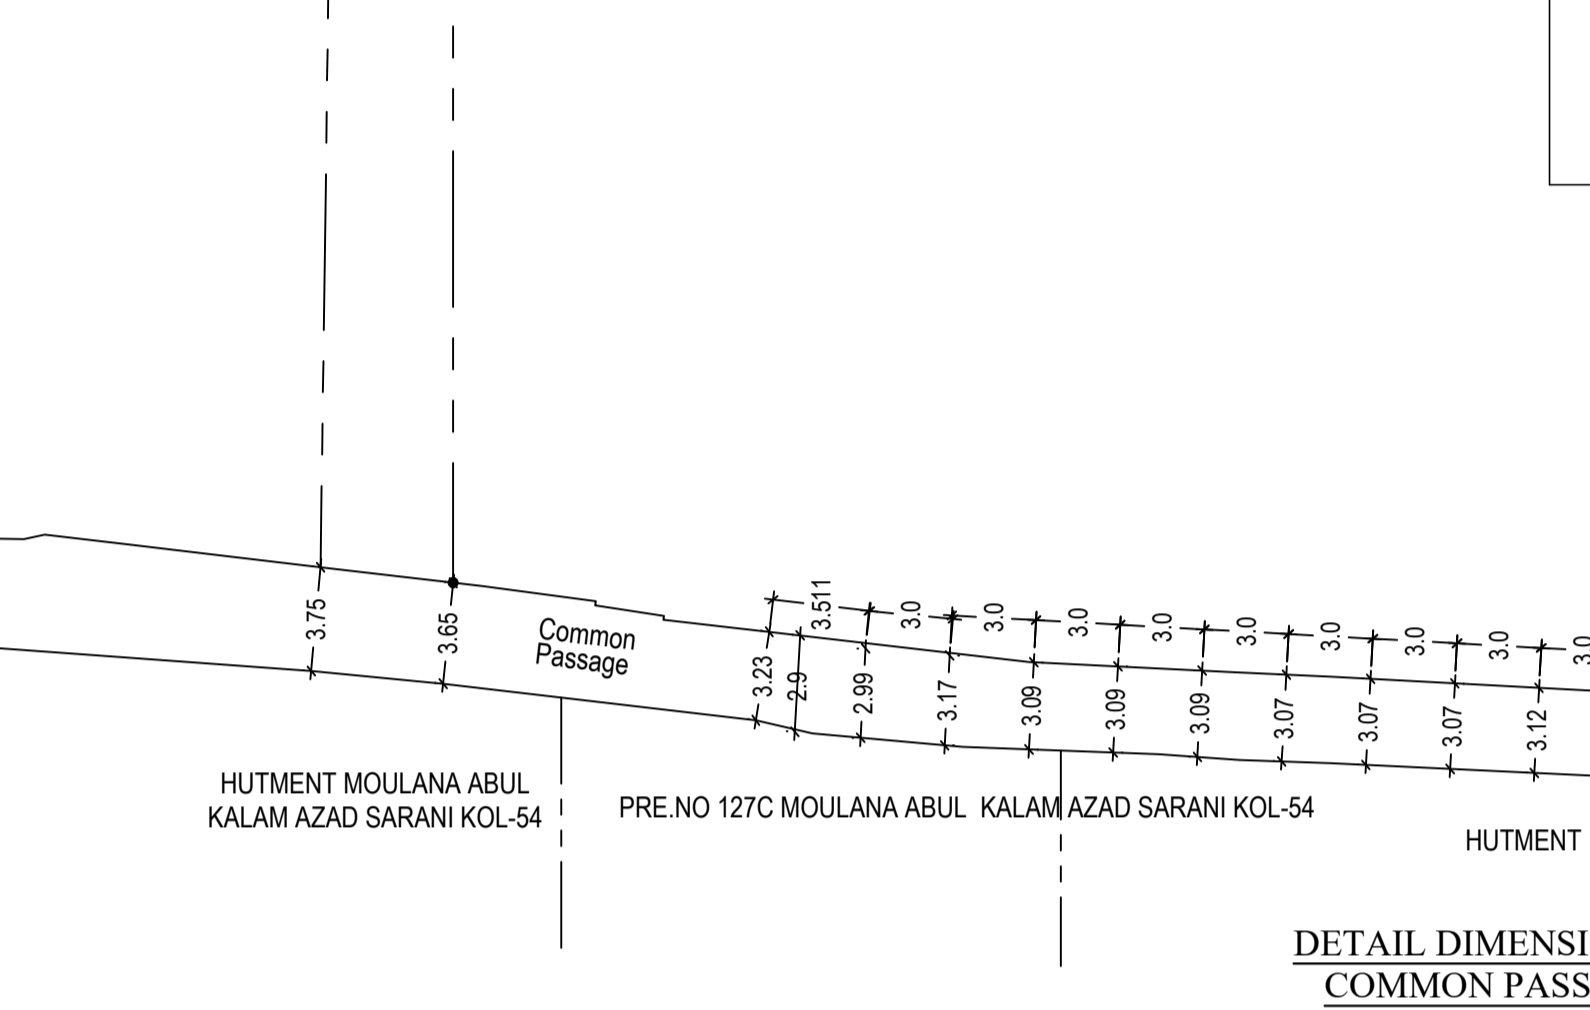 3.511
3.0
3.0
3.0
3.0
3.0
3.0
3.0
3.0
3.0
3.75
3.65
Common
Passage
3.23
2.9
2.99
3.17
3.09
3.09
3.09
3.07
3.07
3.07
3.12
HUTMENT MOULANA ABUL
KALAM AZAD SARANI KOL-54
PRE.NO 127C MOULANA ABUL KALAM AZAD SARANI KOL-54
HUTMENT
DETAIL DIMENSI
COMMON PASS